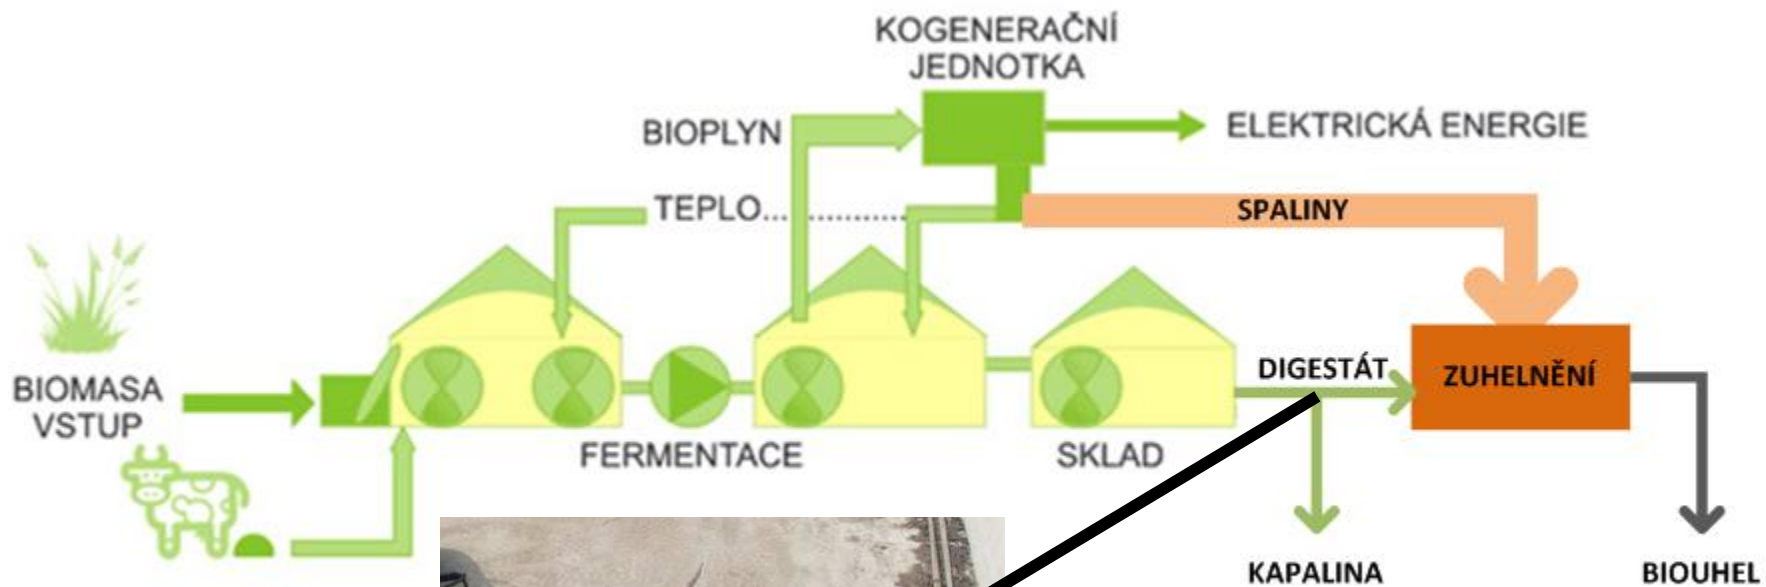 KOGENERAČNÍ
JEDNOTKA
BIOPLYN
ELEKTRICKÁ ENERGIE
TEPLO..............
SPALINY
BIOMASA
VSTUP
FERMENTACE
SKLAD
DIGESTÁT
ZUHELNĚNÍ
KAPALINA
BIOUHEL